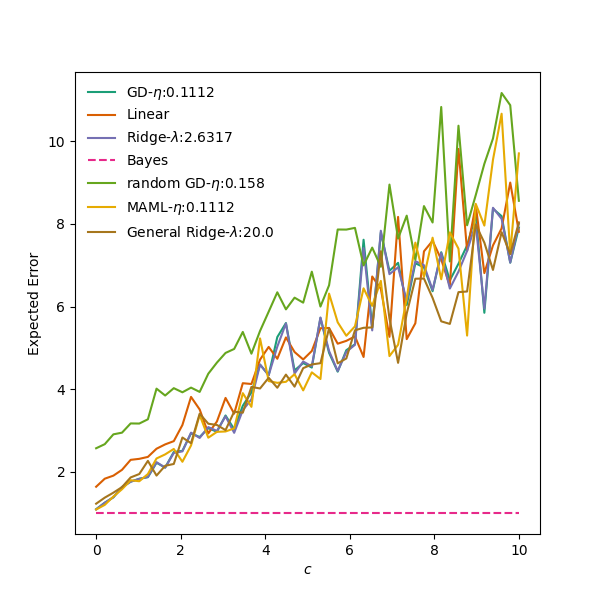 GD-η:0.1112
Linear
Ridge-λ:2.6317
Bayes
random GD-η:0.158
MAML-η:0.1112
General Ridge-λ:20.0
Expected Error
10
8
6
4
2
0 2 4 6 8 10
c